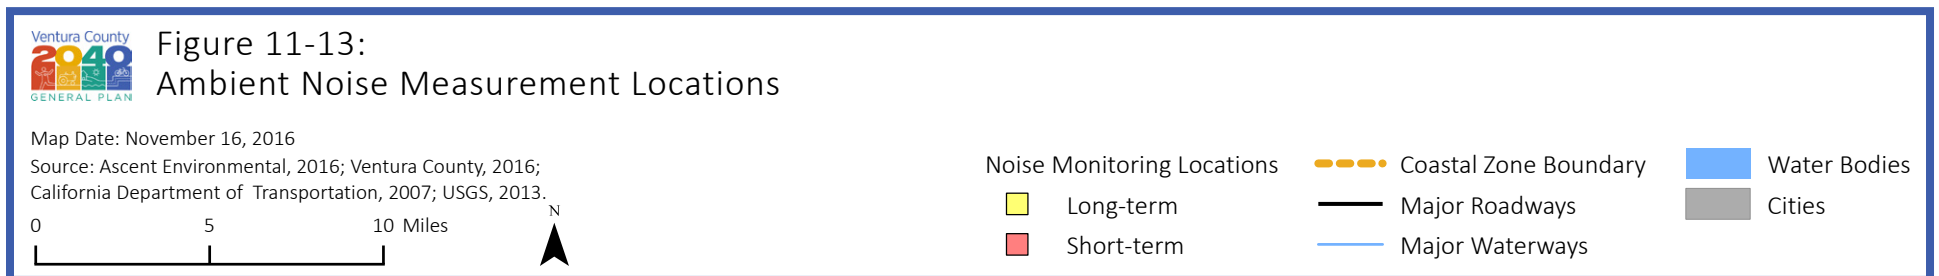 Ventura County
2040
GENERAL PLAN
Figure 11-13:
Ambient Noise Measurement Locations
Map Date: November 16, 2016
Source: Ascent Environmental, 2016; Ventura County, 2016;
California Department of Transportation, 2007; USGS, 2013.
0 5 10 Miles
N
Noise Monitoring Locations
Long-term
Short-term
Coastal Zone Boundary
Major Roadways
Major Waterways
Water Bodies
Cities